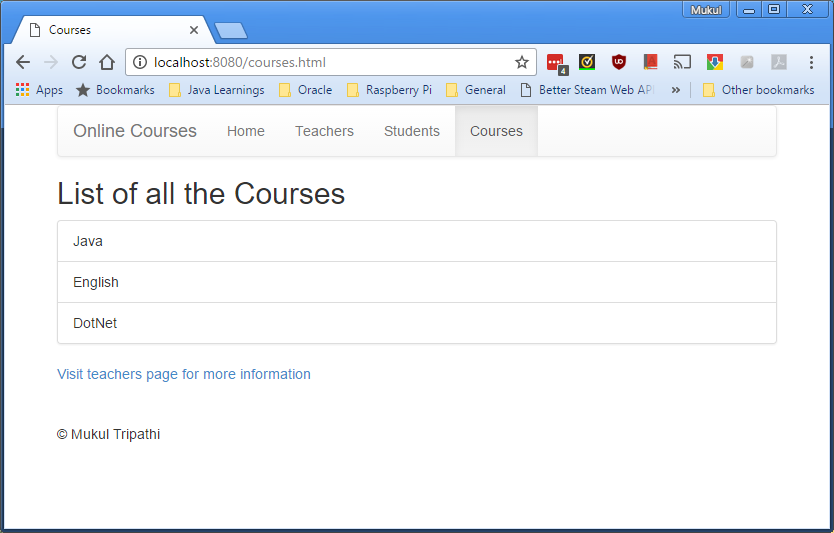 Mukul
Courses
localhost:8080/courses.html
4
Apps Bookmarks Java Learnings Oracle Raspberry Pi General Better Steam Web API » Other bookmarks
Online Courses Home Teachers Students Courses
List of all the Courses
Java
English
DotNet
Visit teachers page for more information
© Mukul Tripathi